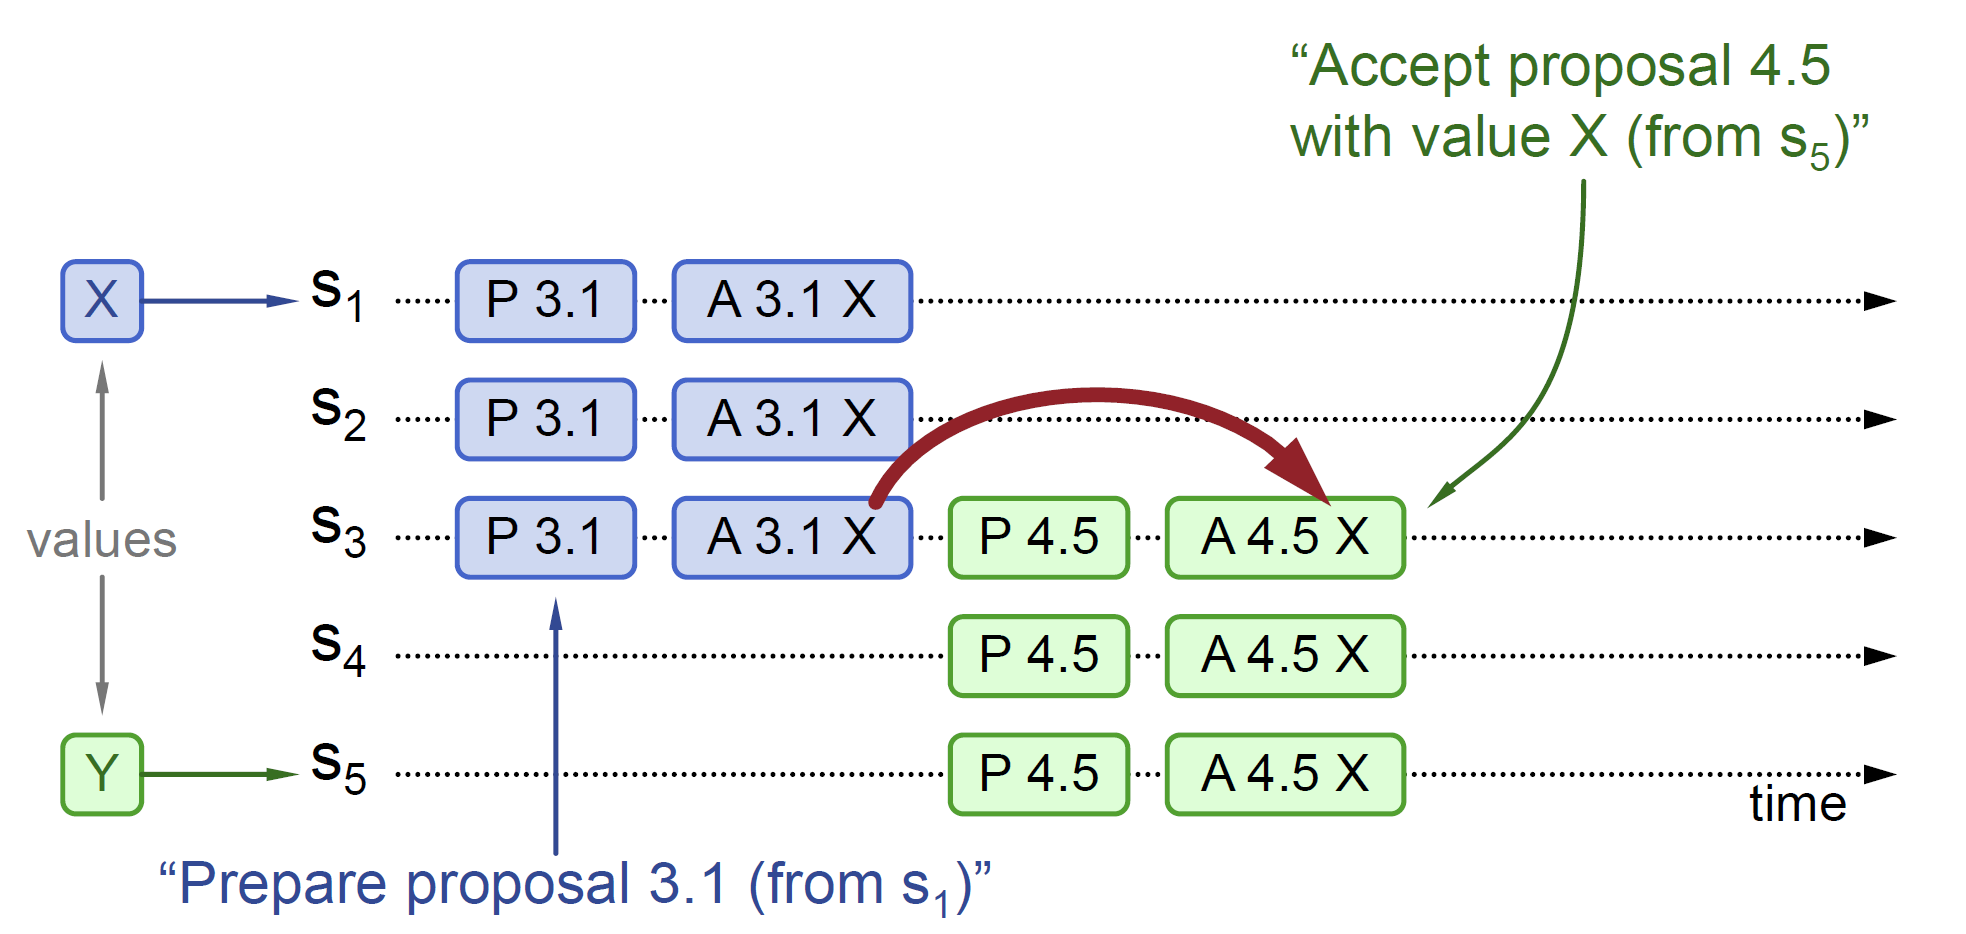 “Accept proposal 4.5
with value X (from s5)”
X s1 P 3.1 A 3.1 X
s2 P 3.1 A 3.1 X
values s3 P 3.1 A 3.1 X P 4.5 A 4.5 X
s4 P 4.5 A 4.5 X
Y s5 P 4.5 A 4.5 X
time
“Prepare proposal 3.1 (from s1)”